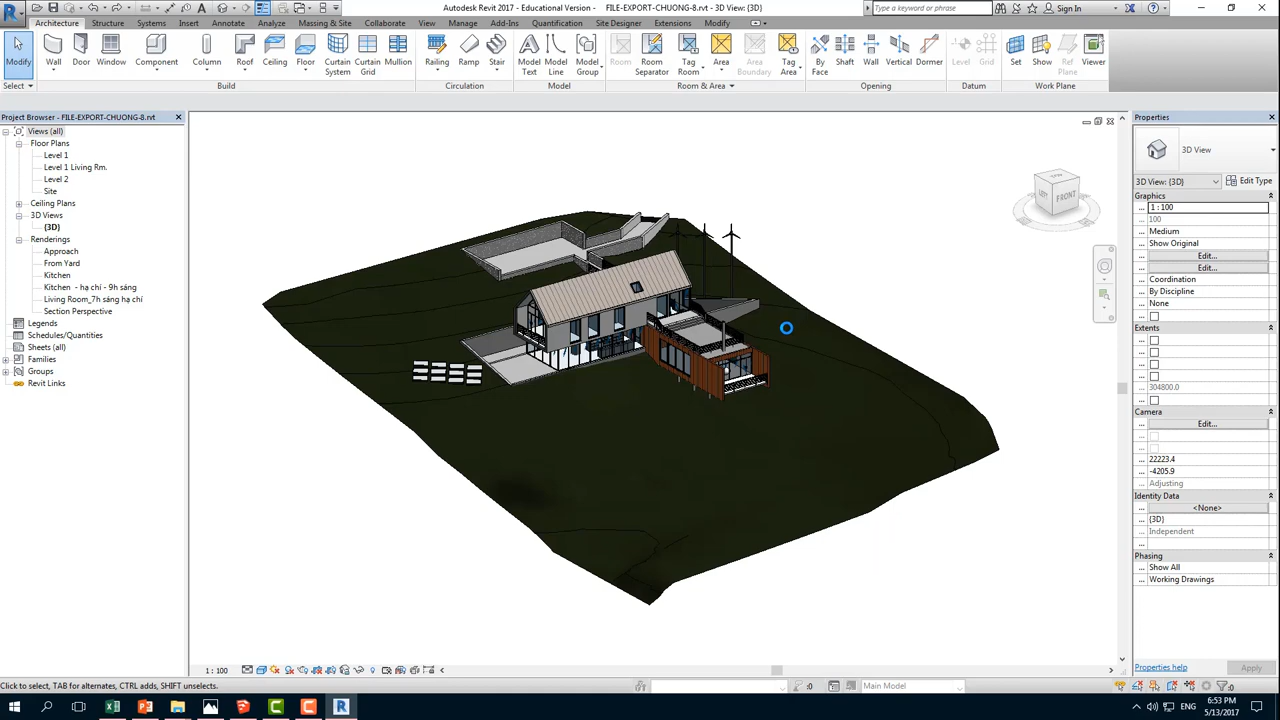 Autodesk Revit 2017 - Educational Version - FILE-EXPORT-CHUONG-8.rvt - 3D View: {3D}
Type a keyword or phrase
Sign In
Architecture Structure Systems Insert Annotate Analyze Massing & Site Collaborate View Manage Add-Ins Quantification Site Designer Extensions Modify
Modify Wall Door Window Component Column Roof Ceiling Floor Curtain System Curtain Grid Mullion Railing Ramp Stair Model Text Model Line Model Group Room Room Separator Tag Room Area Area Boundary Tag Area By Face Shaft Wall Vertical Dormer Level Grid Set Show Ref Plane Viewer
Select Build Circulation Model Room & Area Opening Datum Work Plane
Project Browser - FILE-EXPORT-CHUONG-8.rvt
Views (all)
Floor Plans
Level 1
Level 1 Living Rm.
Level 2
Site
Ceiling Plans
3D Views
{3D}
Renderings
Approach
From Yard
Kitchen
Kitchen - hạ chí - 9h sáng
Living Room_7h sáng hạ chí
Section Perspective
Legends
Schedules/Quantities
Sheets (all)
Families
Groups
Revit Links
TOP
LEFT
FRONT
Properties
3D View
3D View: {3D}
Edit Type
Graphics
1 : 100
100
Medium
Show Original
Edit...
Edit...
Coordination
By Discipline
None
Extents
304800.0
Camera
Edit...
22223.4
-4205.9
Adjusting
Identity Data
<None>
{3D}
Independent
Phasing
Show All
Working Drawings
Properties help
Apply
1 : 100
Click to select, TAB for alternates, CTRL adds, SHIFT unselects.
:0
Main Model
:0
ENG
6:53 PM
5/13/2017